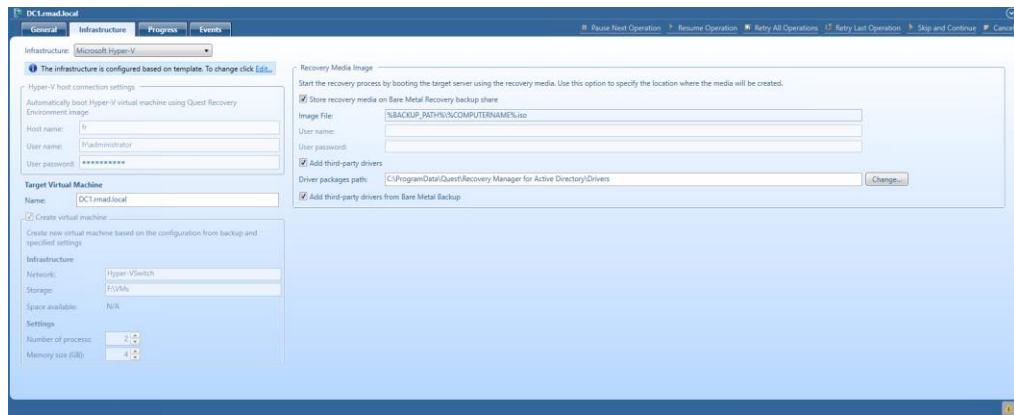 DC1.rmad.local
General Infrastructure Progress Events
Pause Next Operation Resume Operation Retry All Operations Retry Last Operation Skip and Continue Cancel
Infrastructure: Microsoft Hyper-V
The infrastructure is configured based on template. To change click Edit...
Hyper-V host connection settings
Automatically boot Hyper-V virtual machine using Quest Recovery
Environment image
Host name:
User name: \administrator
User password: **********
Target Virtual Machine
Name: DC1.rmad.local
Create virtual machine
Create new virtual machine based on the configuration from backup and
specified settings
Infrastructure
Network: Hyper-VSwitch
Storage: F:\VMs
Space available: N/A
Settings
Number of processo: 2
Memory size (GB): 4
Recovery Media Image
Start the recovery process by booting the target server using the recovery media. Use this option to specify the location where the media will be created.
Store recovery media on Bare Metal Recovery backup share
Image File: %BACKUP_PATH%\%COMPUTERNAME%.iso
User name:
User password:
Add third-party drivers
Driver packages path: C:\ProgramData\Quest\Recovery Manager for Active Directory\Drivers Change...
Add third-party drivers from Bare Metal Backup